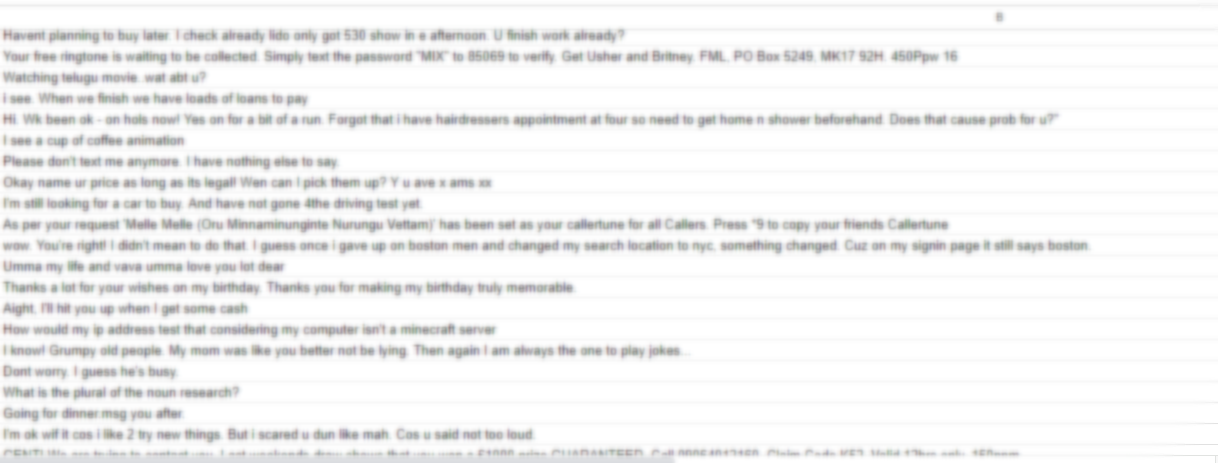 B
Havent planning to buy later. I check already lido only got 530 show in e afternoon. U finish work already?
Your free ringtone is waiting to be collected. Simply text the password "MIX" to 85069 to verify. Get Usher and Britney. FML, PO Box 5249, MK17 92H. 450Ppw 16
Watching telugu movie..wat abt u?
i see. When we finish we have loads of loans to pay
Hi. Wk been ok - on hols now! Yes on for a bit of a run. Forgot that i have hairdressers appointment at four so need to get home n shower beforehand. Does that cause prob for u?"
I see a cup of coffee animation
Please don't text me anymore. I have nothing else to say.
Okay name ur price as long as its legal! Wen can I pick them up? Y u ave x ams xx
I'm still looking for a car to buy. And have not gone 4the driving test yet.
As per your request 'Melle Melle (Oru Minnaminunginte Nurungu Vettam)' has been set as your callertune for all Callers. Press *9 to copy your friends Callertune
wow. You're right! I didn't mean to do that. I guess once i gave up on boston men and changed my search location to nyc, something changed. Cuz on my signin page it still says boston.
Umma my life and vava umma love you lot dear
Thanks a lot for your wishes on my birthday. Thanks you for making my birthday truly memorable.
Aight, I'll hit you up when I get some cash
How would my ip address test that considering my computer isn't a minecraft server
I know! Grumpy old people. My mom was like you better not be lying. Then again I am always the one to play jokes...
Dont worry. I guess he's busy.
What is the plural of the noun research?
Going for dinner.msg you after.
I'm ok wif it cos i like 2 try new things. But i scared u dun like mah. Cos u said not too loud.